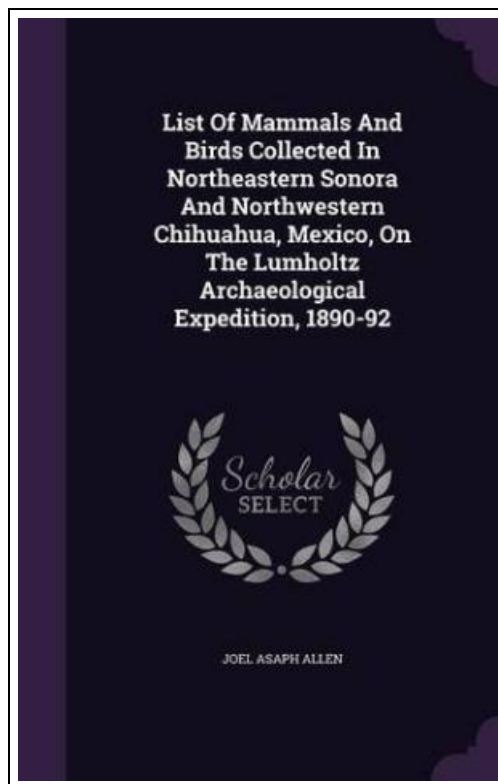 List Of Mammals And
Birds Collected In
Northeastern Sonora
And Northwestern
Chihuahua, Mexico, On
The Lumholtz
Archaeological
Expedition, 1890-92
Scholar
SELECT
JOEL ASAPH ALLEN